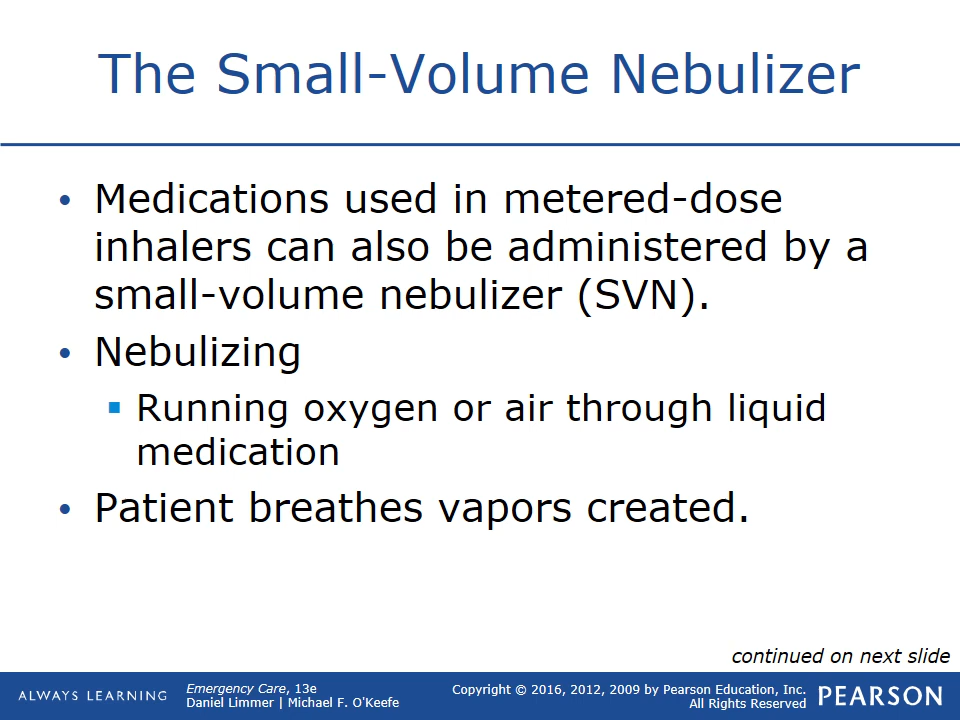 The Small-Volume Nebulizer
• Medications used in metered-dose
inhalers can also be administered by a
small-volume nebulizer (SVN).
• Nebulizing
▪ Running oxygen or air through liquid
medication
• Patient breathes vapors created.
continued on next slide
ALWAYS LEARNING
Emergency Care, 13e
Daniel Limmer | Michael F. O'Keefe
Copyright © 2016, 2012, 2009 by Pearson Education, Inc.
All Rights Reserved
PEARSON